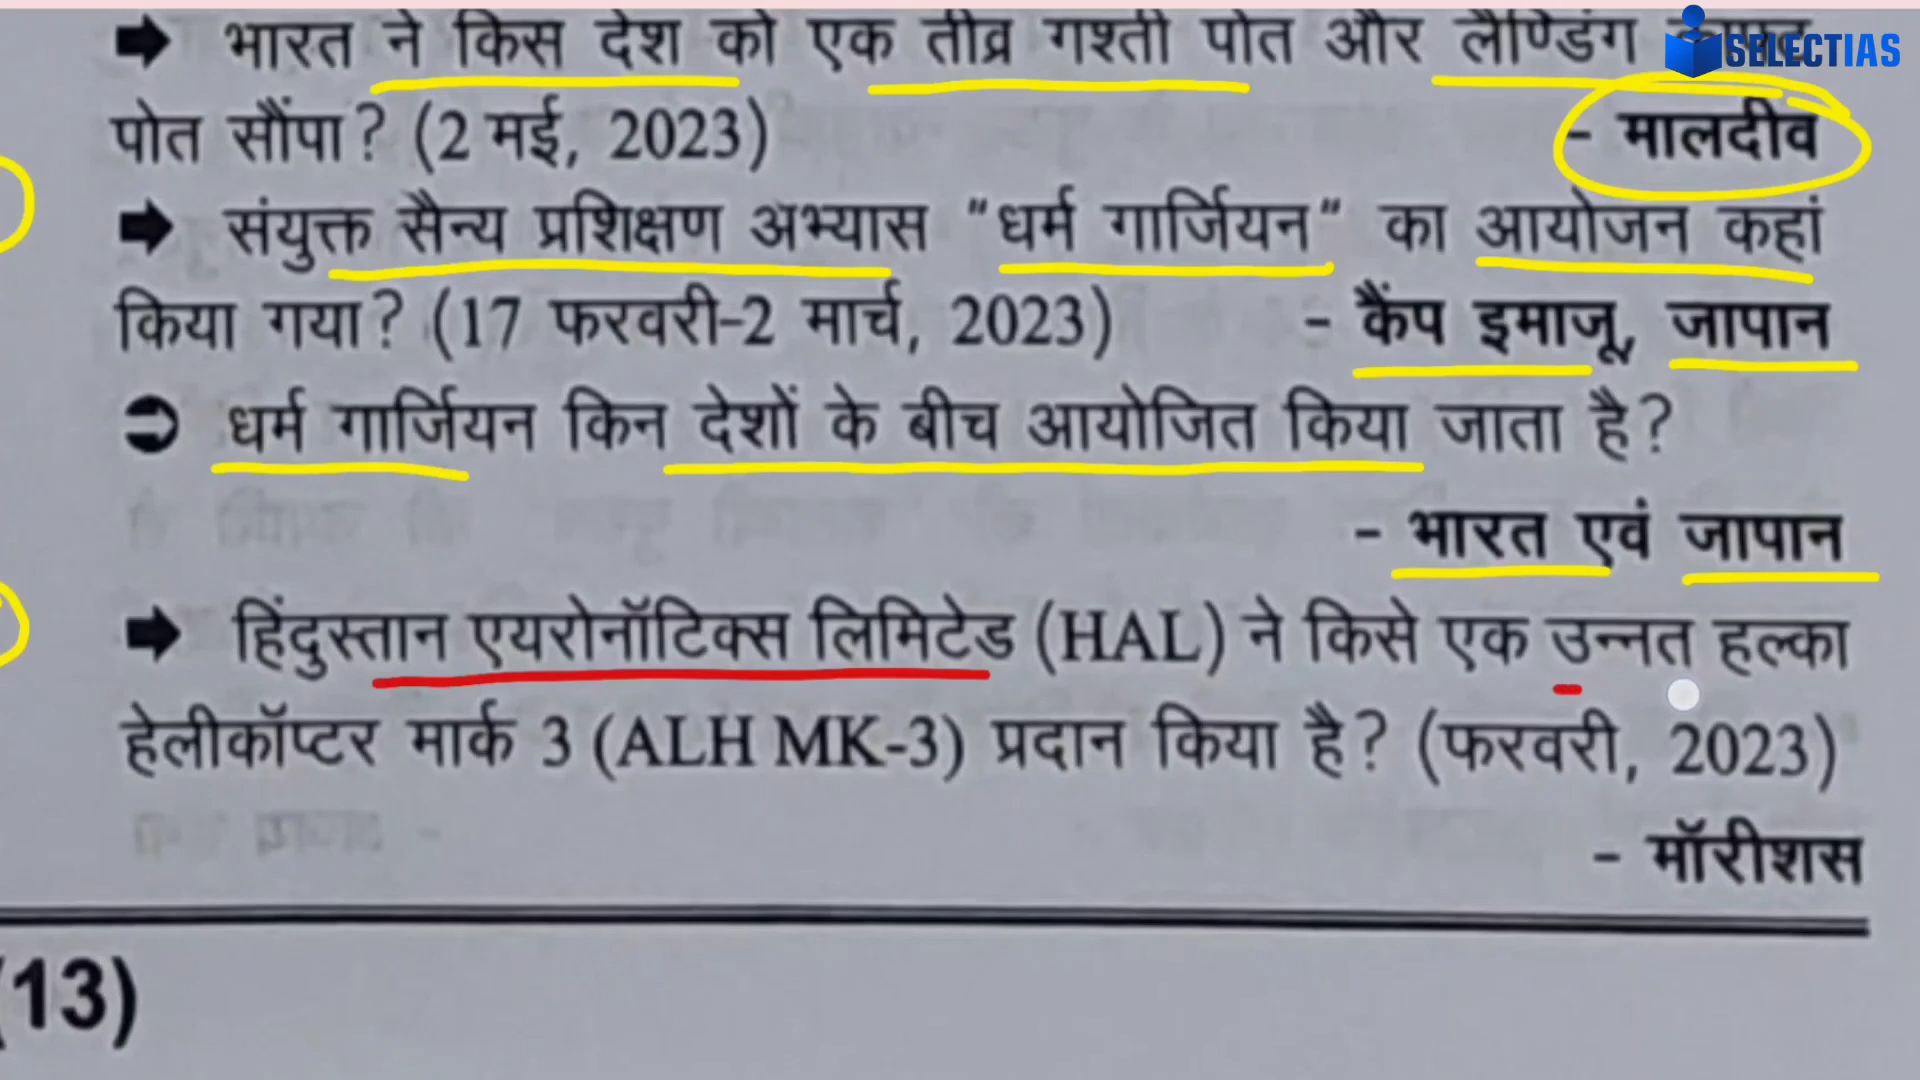 ➡ भारत ने किस देश को एक तीव्र गश्ती पोत और लैण्डिंग
SELECTIAS
पोत सौंपा? (2 मई, 2023) - मालदीव
➡ संयुक्त सैन्य प्रशिक्षण अभ्यास "धर्म गार्जियन" का आयोजन कहां
किया गया? (17 फरवरी-2 मार्च, 2023) - कैंप इमाजू, जापान
➲ धर्म गार्जियन किन देशों के बीच आयोजित किया जाता है?
- भारत एवं जापान
➡ हिंदुस्तान एयरोनॉटिक्स लिमिटेड (HAL) ने किसे एक उन्नत हल्का
हेलीकॉप्टर मार्क 3 (ALH MK-3) प्रदान किया है? (फरवरी, 2023)
- मॉरीशस
(13)